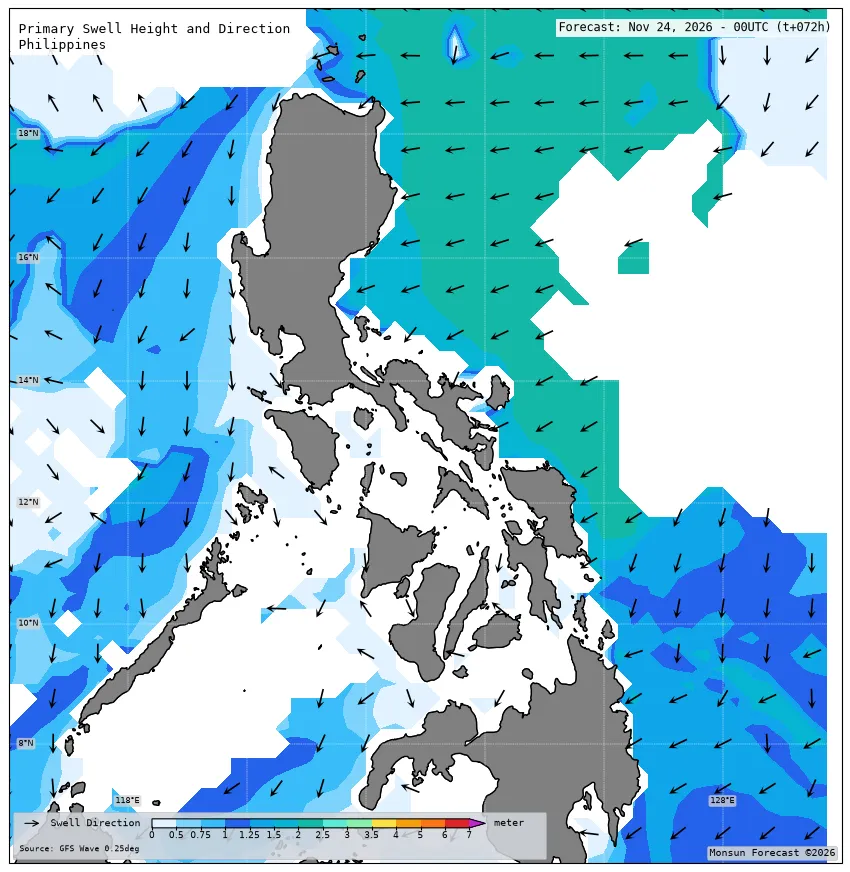 Primary Swell Height and Direction
Philippines
Forecast: Nov 24, 2026 - 00UTC (t+072h)
18°N
16°N
14°N
12°N
10°N
8°N
118°E
128°E
Swell Direction
meter
0 0.5 0.75 1 1.25 1.5 2 2.5 3 3.5 4 5 6 7
Source: GFS Wave 0.25deg
Monsun Forecast ©2026